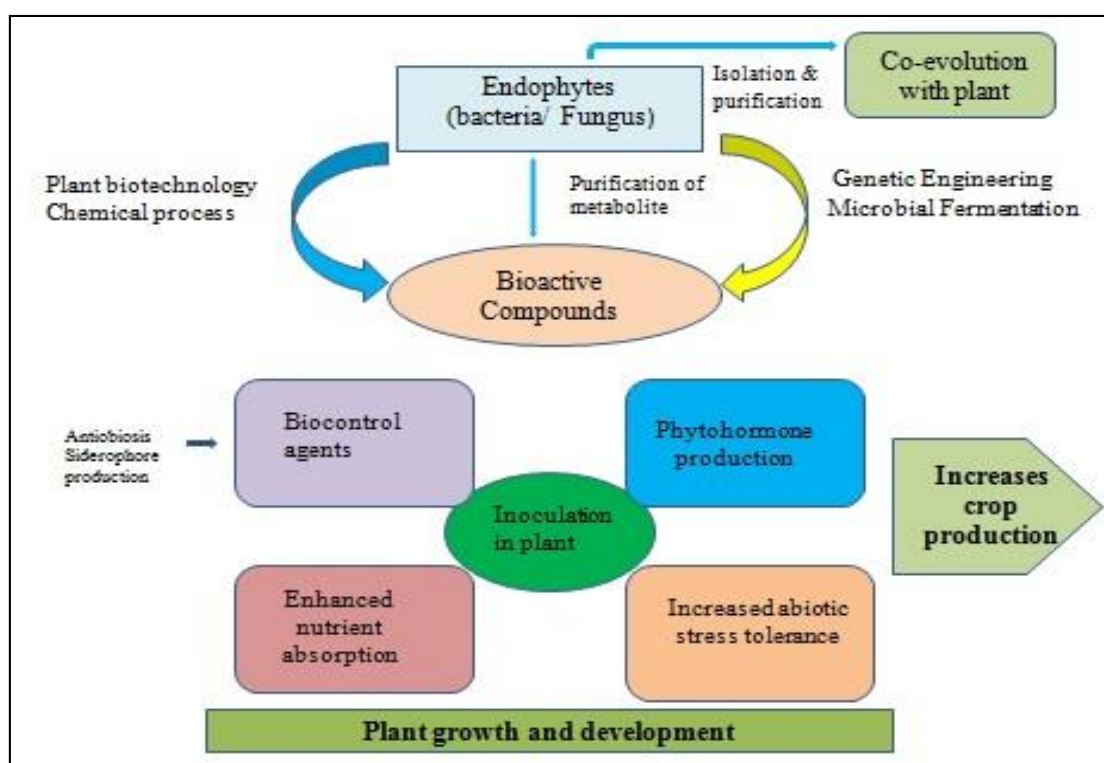 Endophytes
(bacteria/ Fungus)
Isolation &
purification
Co-evolution
with plant
Plant biotechnology
Chemical process
Purification of
metabolite
Genetic Engineering
Microbial Fermentation
Bioactive
Compounds
Antiobiosis
Siderophore
production
Biocontrol
agents
Phytohormone
production
Inoculation
in plant
Increases
crop
production
Enhanced
nutrient
absorption
Increased abiotic
stress tolerance
Plant growth and development